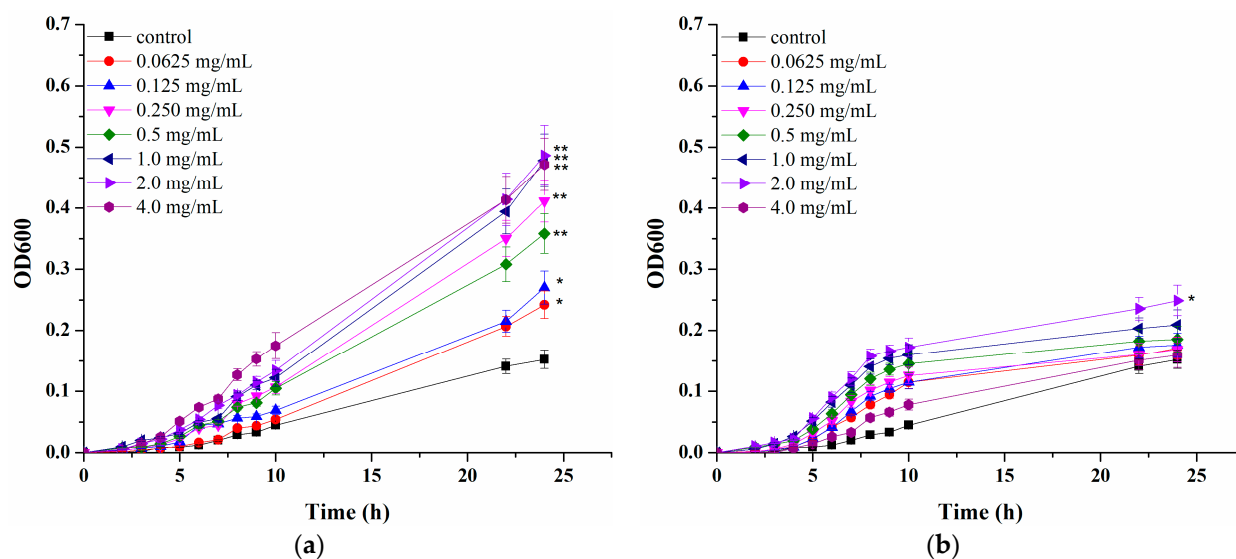 0.7
0.6
0.5
0.4
0.3
0.2
0.1
0.0
OD600
control
0.0625 mg/mL
0.125 mg/mL
0.250 mg/mL
0.5 mg/mL
1.0 mg/mL
2.0 mg/mL
4.0 mg/mL
**
**
**
**
**
*
*
0 5 10 15 20 25
Time (h)
(a)
0.7
0.6
0.5
0.4
0.3
0.2
0.1
0.0
OD600
control
0.0625 mg/mL
0.125 mg/mL
0.250 mg/mL
0.5 mg/mL
1.0 mg/mL
2.0 mg/mL
4.0 mg/mL
*
0 5 10 15 20 25
Time (h)
(b)